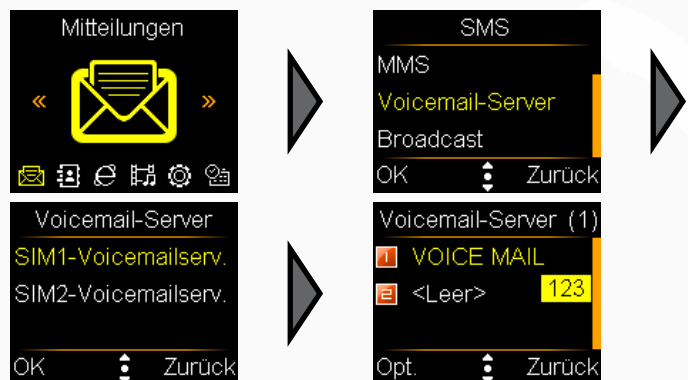 Mitteilungen
«
»
SMS
MMS
Voicemail-Server
Broadcast
OK
Zurück
Voicemail-Server
SIM1-Voicemailserv.
SIM2-Voicemailserv.
OK
Zurück
Voicemail-Server (1)
1 VOICE MAIL
2 <Leer>
123
Opt.
Zurück